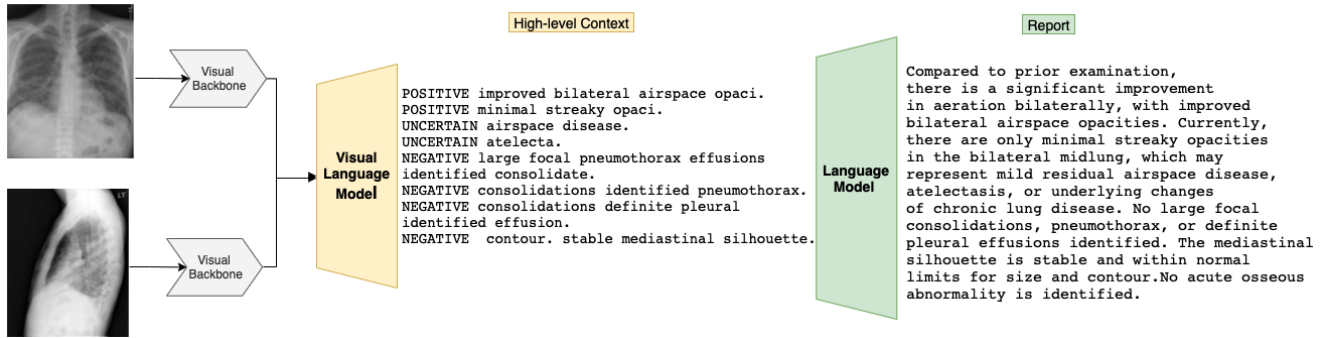 High-level Context
Report
Visual
Backbone
LT
Visual
Backbone
Visual
Language
Model
POSITIVE improved bilateral airspace opaci.
POSITIVE minimal streaky opaci.
UNCERTAIN airspace disease.
UNCERTAIN atelecta.
NEGATIVE large focal pneumothorax effusions
identified consolidate.
NEGATIVE consolidations identified pneumothorax.
NEGATIVE consolidations definite pleural
identified effusion.
NEGATIVE contour. stable mediastinal silhouette.
Language
Model
Compared to prior examination,
there is a significant improvement
in aeration bilaterally, with improved
bilateral airspace opacities. Currently,
there are only minimal streaky opacities
in the bilateral midlung, which may
represent mild residual airspace disease,
atelectasis, or underlying changes
of chronic lung disease. No large focal
consolidations, pneumothorax, or definite
pleural effusions identified. The mediastinal
silhouette is stable and within normal
limits for size and contour.No acute osseous
abnormality is identified.